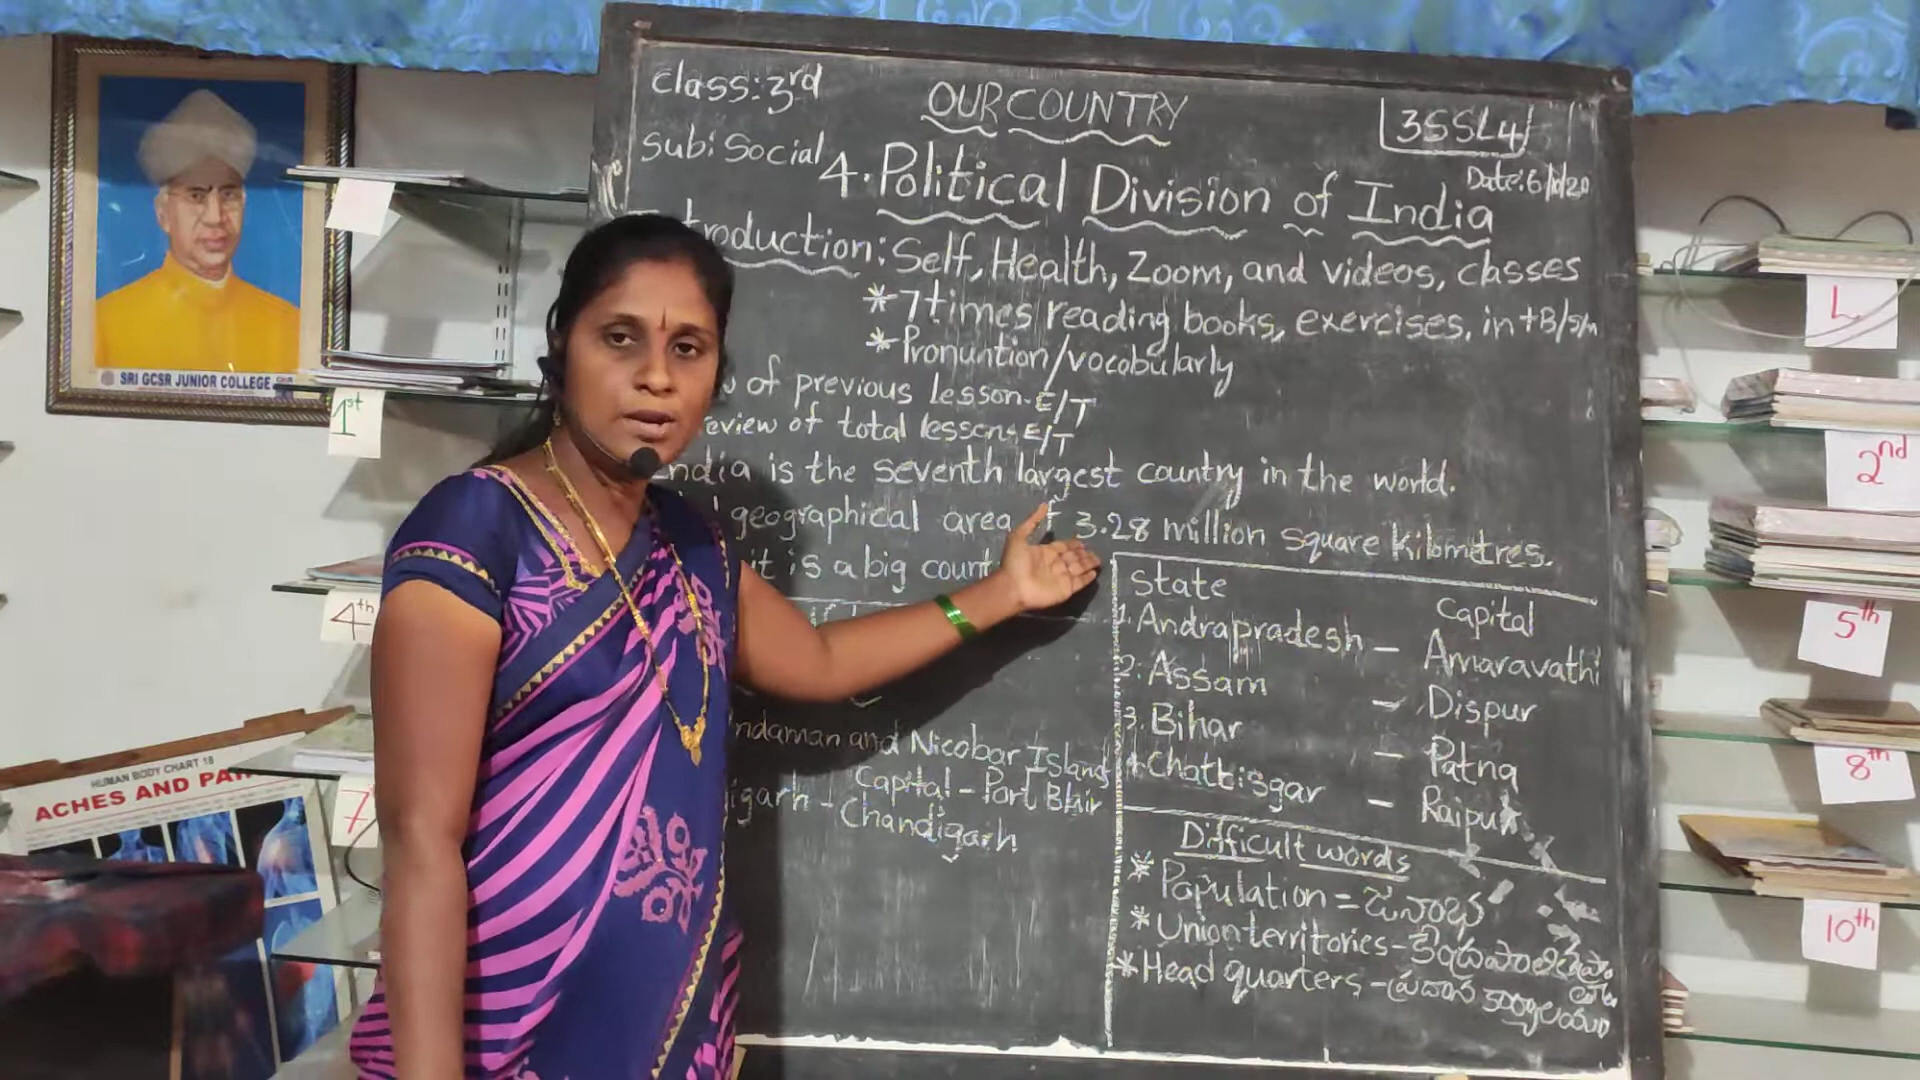 class: 3rd
OUR COUNTRY
3SSL4
Sub: Social
Date: 6/10/20
4. Political Division of India
troduction: Self, Health, Zoom, and videos, classes
* 7 times reading books, exercises, in TB/S/M
* Pronuntion/vocabularly
of previous lesson. E/T
eview of total lesson. E/T
India is the seventh largest country in the world.
geographical area of 3.28 million square kilometres.
it is a big count
State
Capital
1. Andrapradesh - Amaravathi
2. Assam - Dispur
3. Bihar - Patna
4. Chattisgar - Raipur
ndaman and Nicobar Island
Capital - Port Blair
igarh - Chandigarh
Difficult words
* Population =
* Union territories -
* Head quarters -
SRI GCSR JUNIOR COLLEGE
1st
4th
7
L
2nd
5th
8th
10th
HUMAN BODY CHART 18
ACHES AND PAI